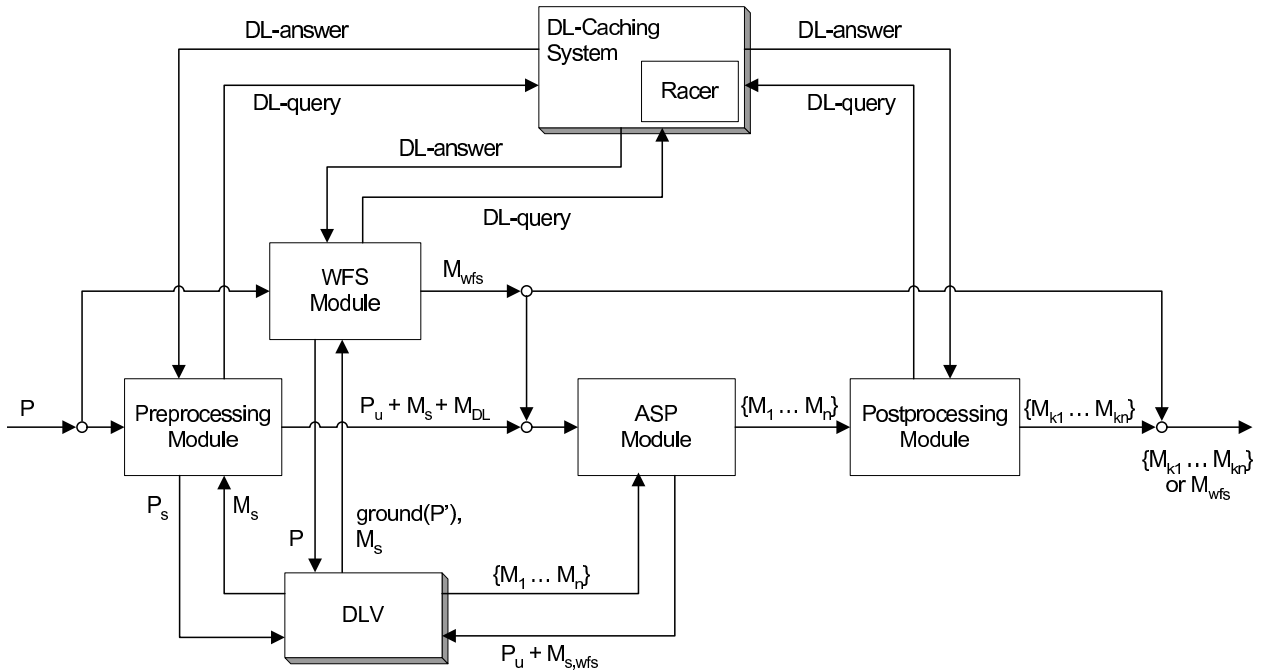 DL-answer
DL-Caching
System
DL-answer
Racer
DL-query
DL-query
DL-answer
DL-query
WFS
Module
M_wfs
P
Preprocessing
Module
P_u + M_s + M_DL
ASP
Module
{M_1 ... M_n}
Postprocessing
Module
{M_k1 ... M_kn}
{M_k1 ... M_kn}
or M_wfs
P_s
M_s
P
ground(P'),
M_s
{M_1 ... M_n}
DLV
P_u + M_s,wfs